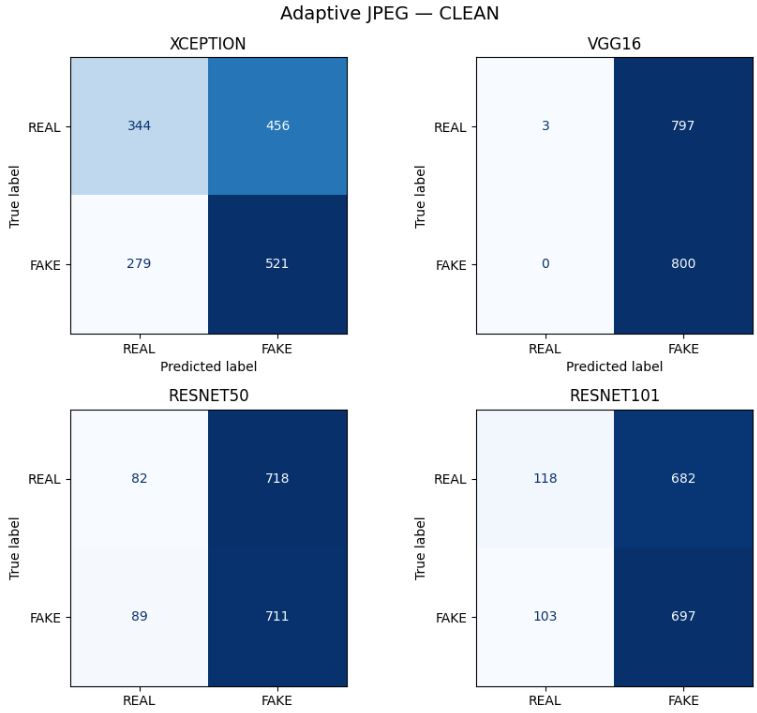 Adaptive JPEG — CLEAN
XCEPTION
VGG16
REAL
344
456
REAL
3
797
True label
True label
FAKE
279
521
FAKE
0
800
REAL
FAKE
REAL
FAKE
Predicted label
Predicted label
RESNET50
RESNET101
REAL
82
718
REAL
118
682
True label
True label
FAKE
89
711
FAKE
103
697
REAL
FAKE
REAL
FAKE